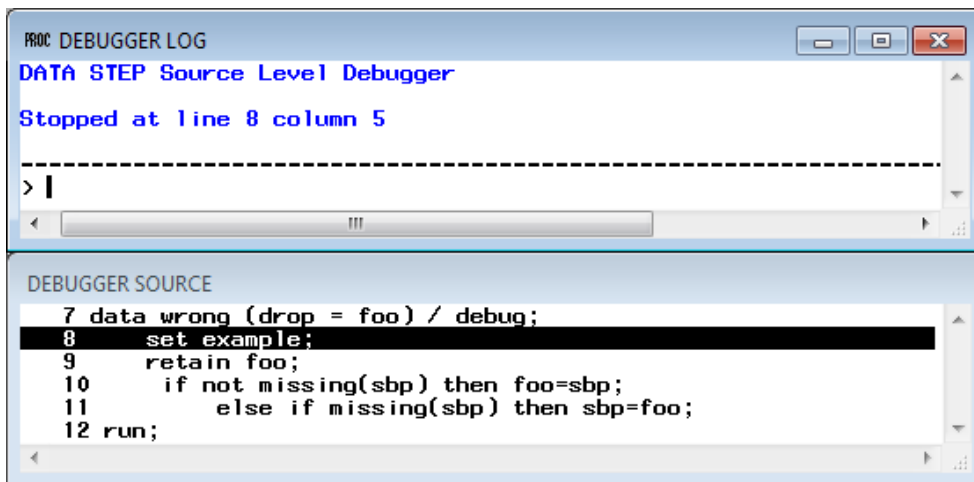 PROC DEBUGGER LOG
DATA STEP Source Level Debugger
Stopped at line 8 column 5
>
DEBUGGER SOURCE
7 data wrong (drop = foo) / debug;
8 set example;
9 retain foo;
10 if not missing(sbp) then foo=sbp;
11 else if missing(sbp) then sbp=foo;
12 run;